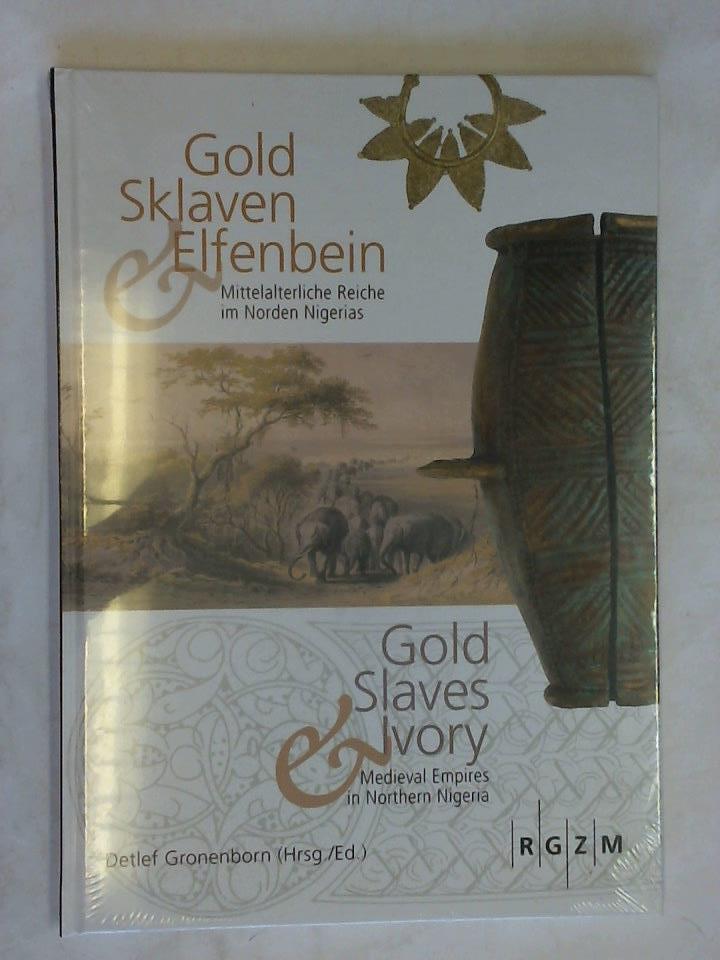 Gold
Sklaven
& Elfenbein
Mittelalterliche Reiche
im Norden Nigerias
Gold
Slaves
& Ivory
Medieval Empires
in Northern Nigeria
Detlef Gronenborn (Hrsg./Ed.)
RGZM